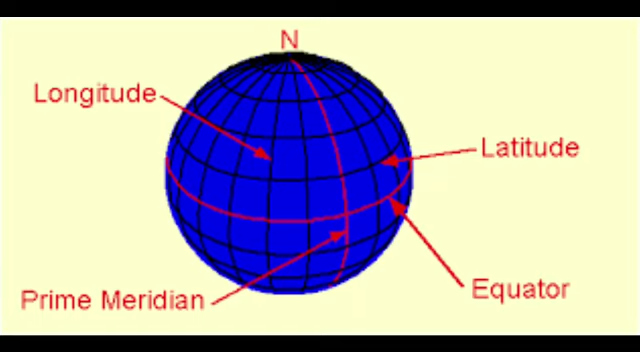 N
Longitude
Latitude
Prime Meridian
Equator